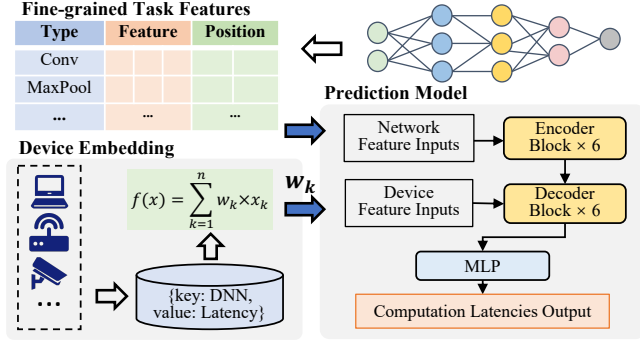 Fine-grained Task Features
Type Feature Position
Conv
MaxPool
... ... ...
Prediction Model
Network
Feature Inputs
Encoder
Block × 6
Device
Feature Inputs
Decoder
Block × 6
MLP
Computation Latencies Output
Device Embedding
f(x) = ∑_{k=1}^{n} w_k × x_k
w_k
...
{key: DNN,
value: Latency}